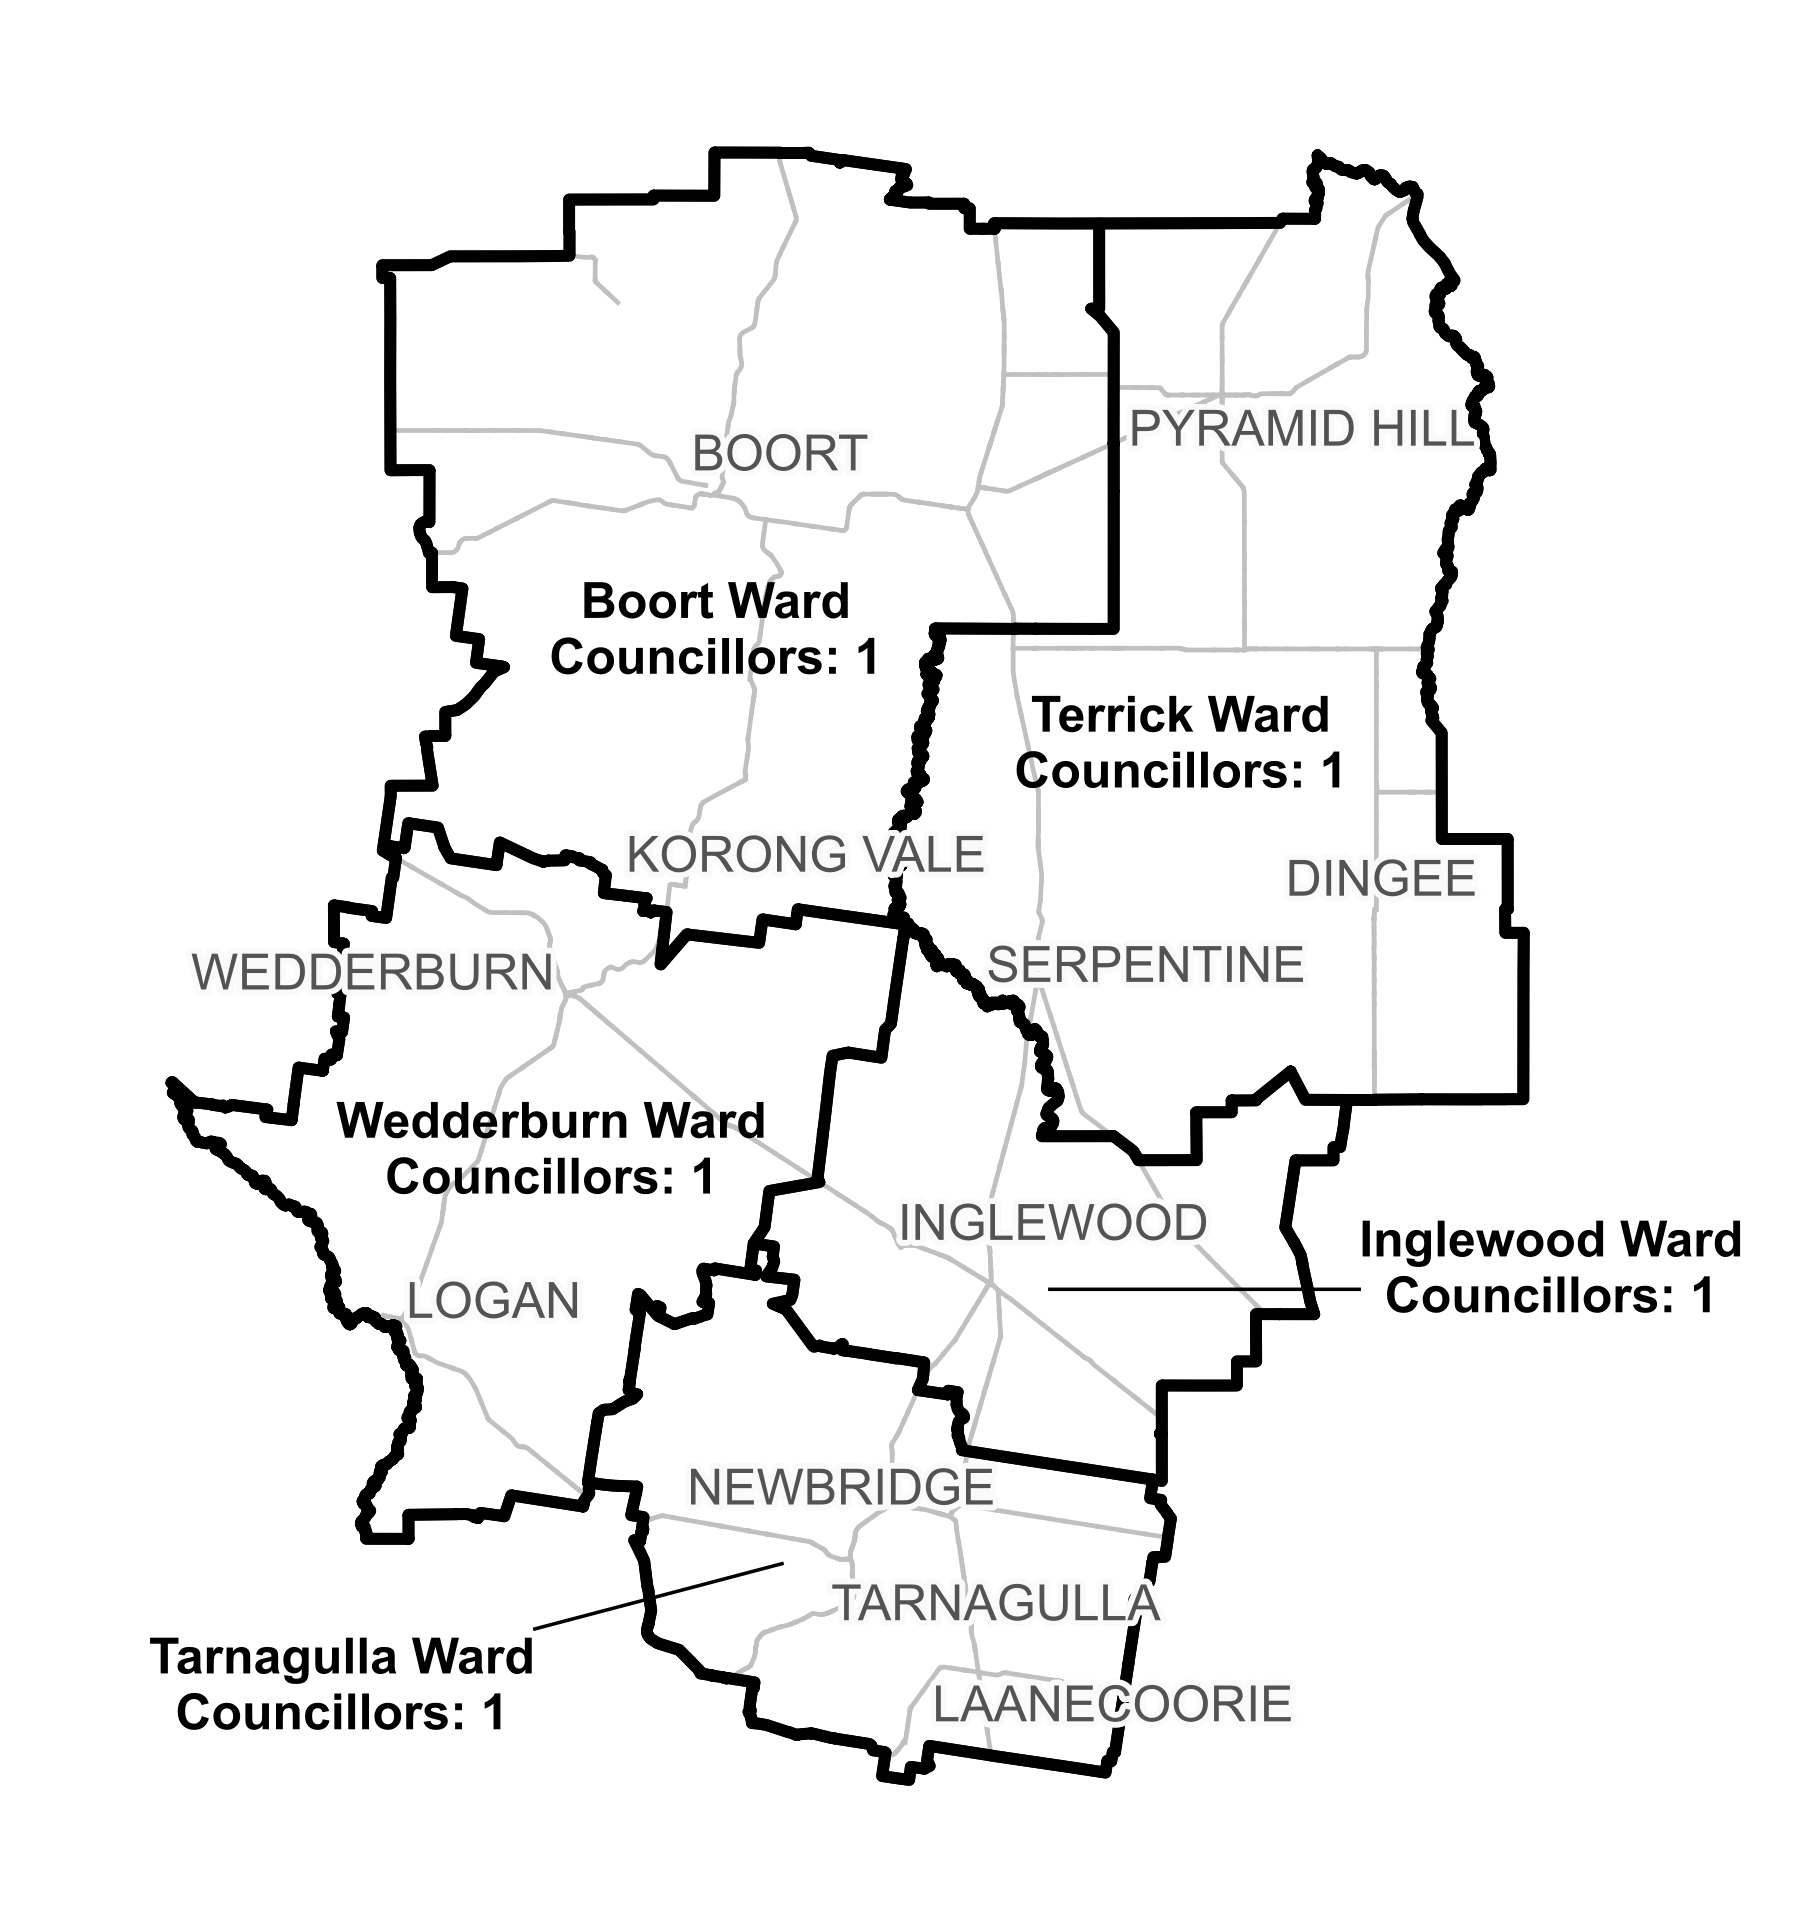 PYRAMID HILL
BOORT
Boort Ward
Councillors: 1
Terrick Ward
Councillors: 1
KORONG VALE
DINGEE
WEDDERBURN
SERPENTINE
Wedderburn Ward
Councillors: 1
INGLEWOOD
Inglewood Ward
Councillors: 1
LOGAN
NEWBRIDGE
TARNAGULLA
Tarnagulla Ward
Councillors: 1
LAANECOORIE